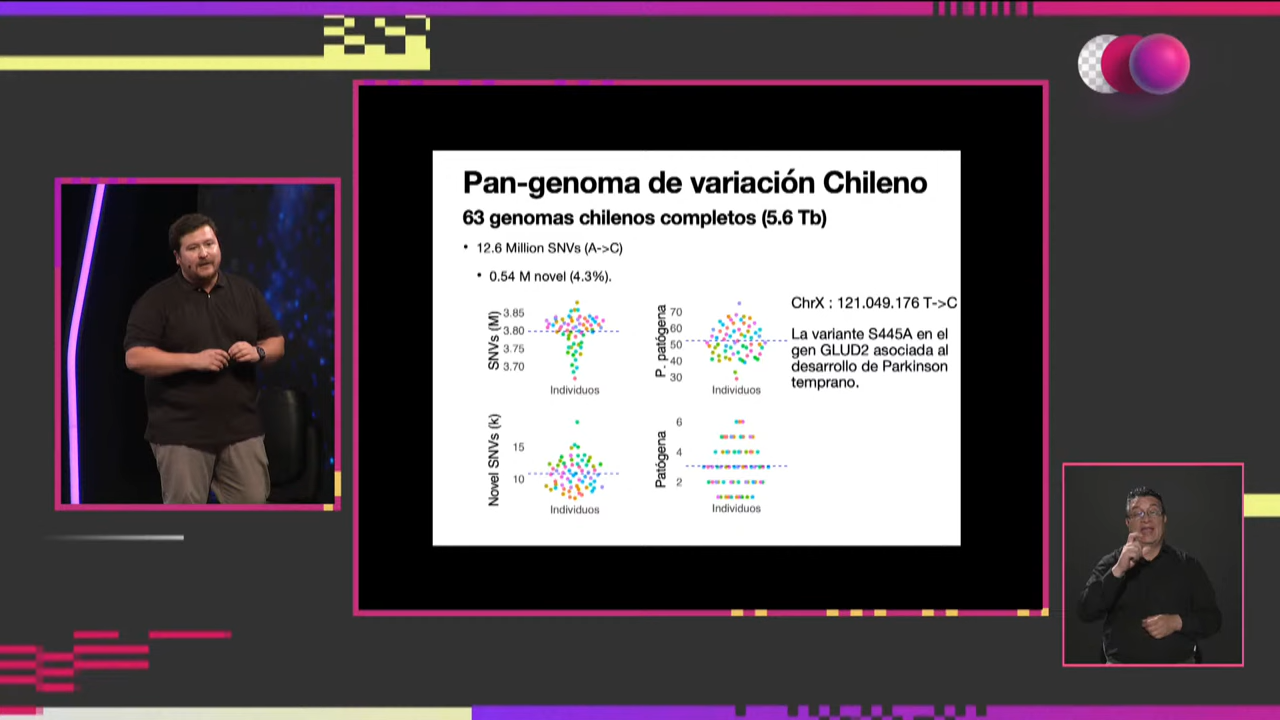 Pan-genoma de variación Chileno
63 genomas chilenos completos (5.6 Tb)
• 12.6 Million SNVs (A->C)
• 0.54 M novel (4.3%).
SNVs (M)
3.85
3.80
3.75
3.70
Individuos
P. patógena
70
60
50
40
30
Individuos
ChrX : 121.049.176 T->C
La variante S445A en el
gen GLUD2 asociada al
desarrollo de Parkinson
temprano.
Novel SNVs (k)
15
10
Individuos
Patógena
6
4
2
Individuos